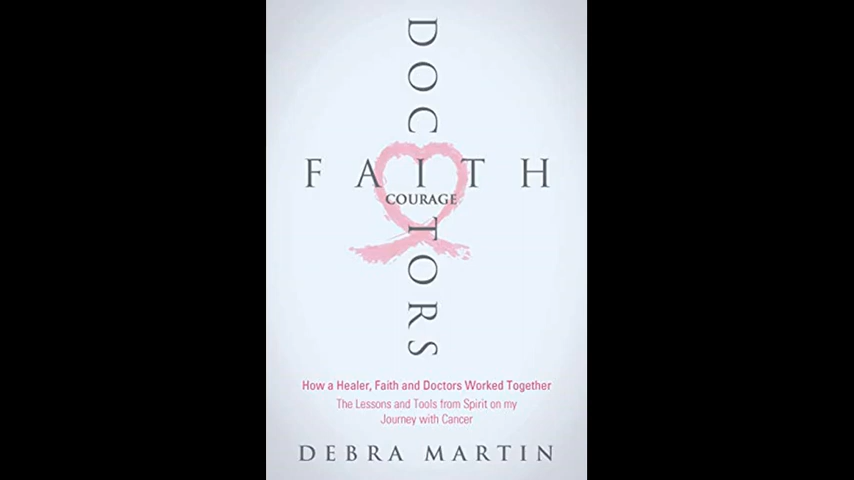 DOCTORS
FAITH
COURAGE
How a Healer, Faith and Doctors Worked Together
The Lessons and Tools from Spirit on my
Journey with Cancer
DEBRA MARTIN